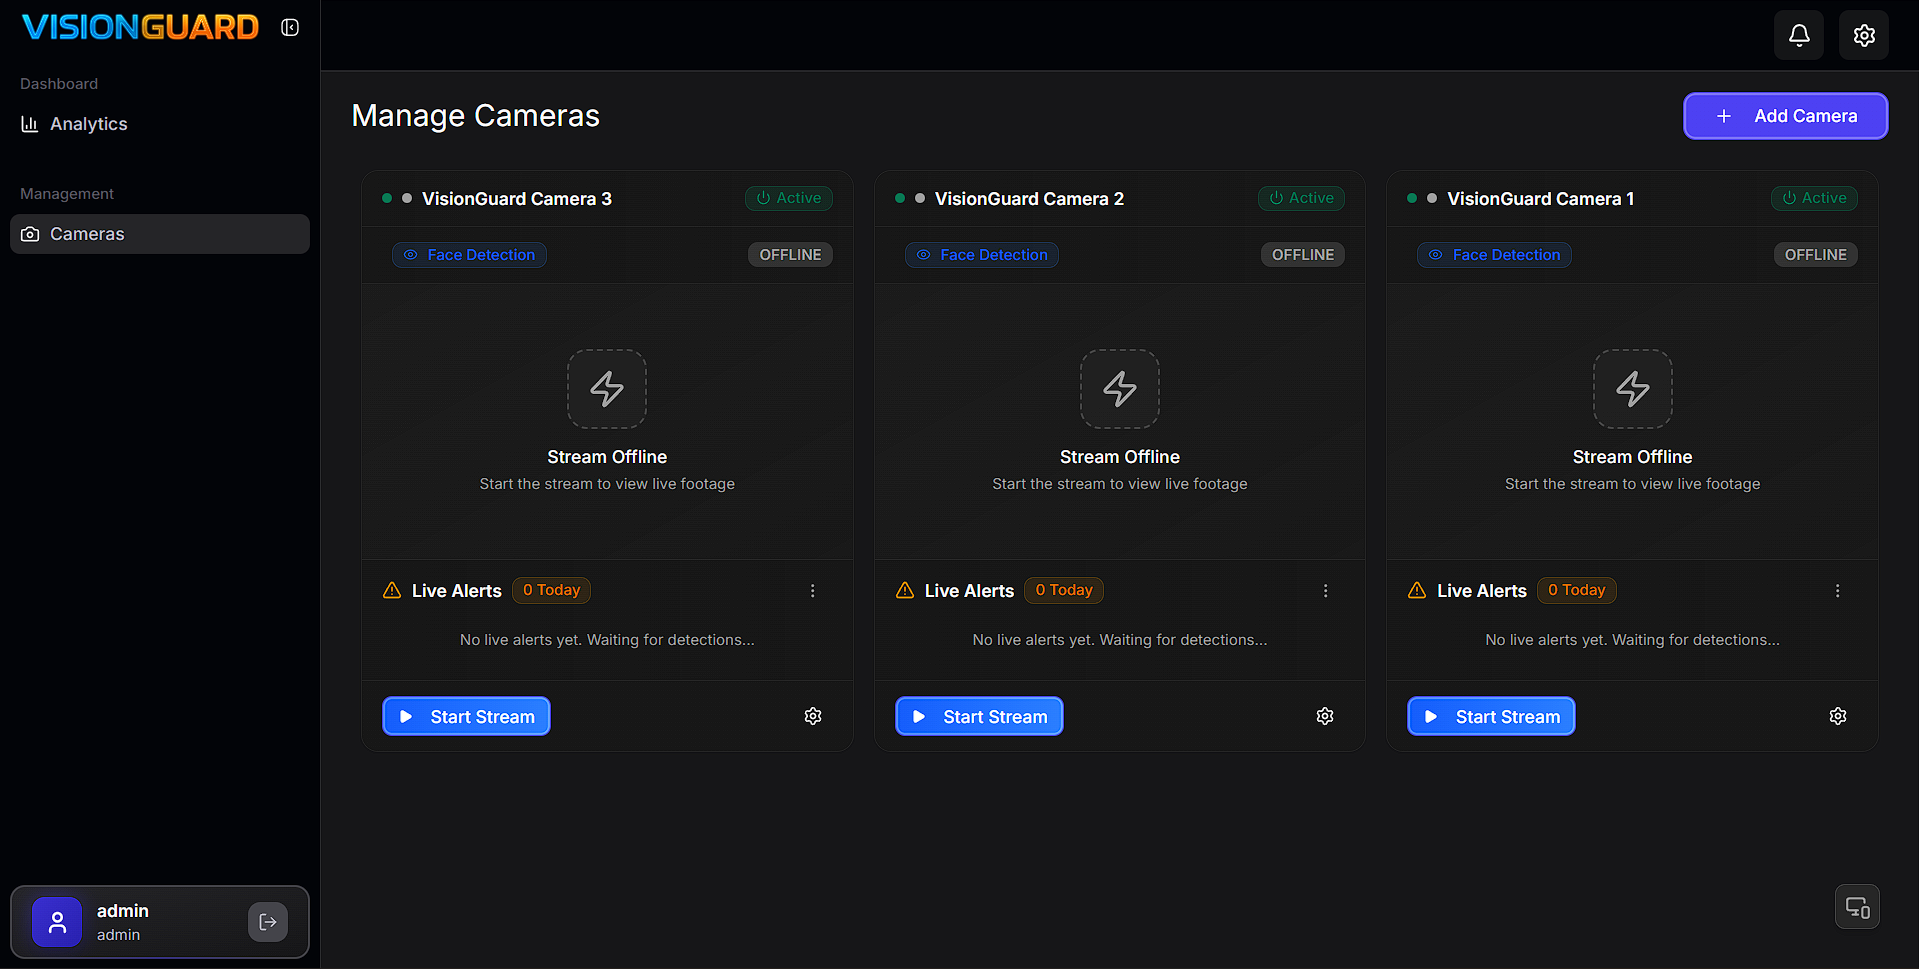 VISIONGUARD
Dashboard
Analytics
Management
Cameras
admin
admin
Manage Cameras
Add Camera
VisionGuard Camera 3
Active
Face Detection
OFFLINE
Stream Offline
Start the stream to view live footage
Live Alerts
0 Today
No live alerts yet. Waiting for detections...
Start Stream
VisionGuard Camera 2
Active
Face Detection
OFFLINE
Stream Offline
Start the stream to view live footage
Live Alerts
0 Today
No live alerts yet. Waiting for detections...
Start Stream
VisionGuard Camera 1
Active
Face Detection
OFFLINE
Stream Offline
Start the stream to view live footage
Live Alerts
0 Today
No live alerts yet. Waiting for detections...
Start Stream